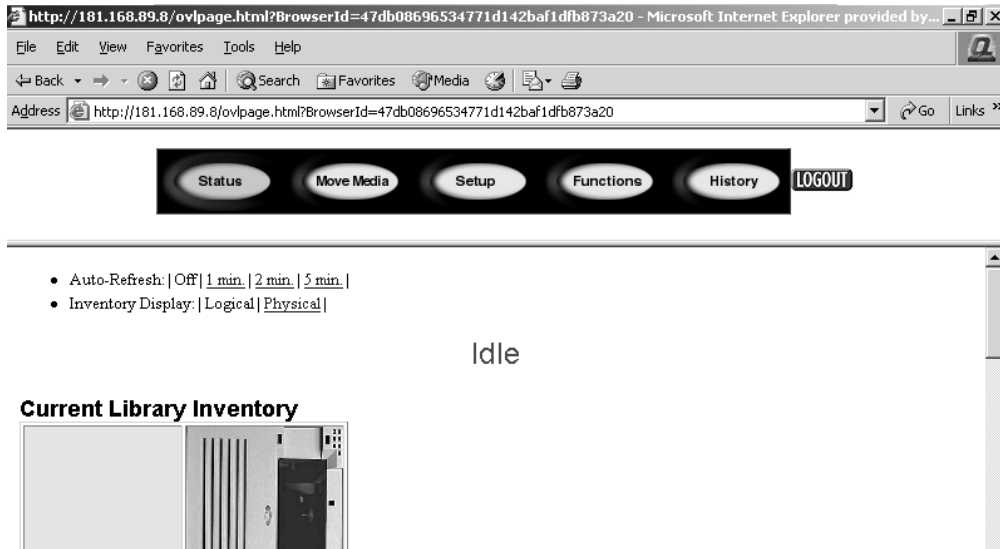 http://181.168.89.8/ovlpage.html?BrowserId=47db08696534771d142baf1dfb873a20 - Microsoft Internet Explorer provided by...
File Edit View Favorites Tools Help
Back Search Favorites Media
Address http://181.168.89.8/ovlpage.html?BrowserId=47db08696534771d142baf1dfb873a20 Go Links »
Status Move Media Setup Functions History LOGOUT
• Auto-Refresh: | Off | 1 min. | 2 min. | 5 min. |
• Inventory Display: | Logical | Physical |
Idle
Current Library Inventory